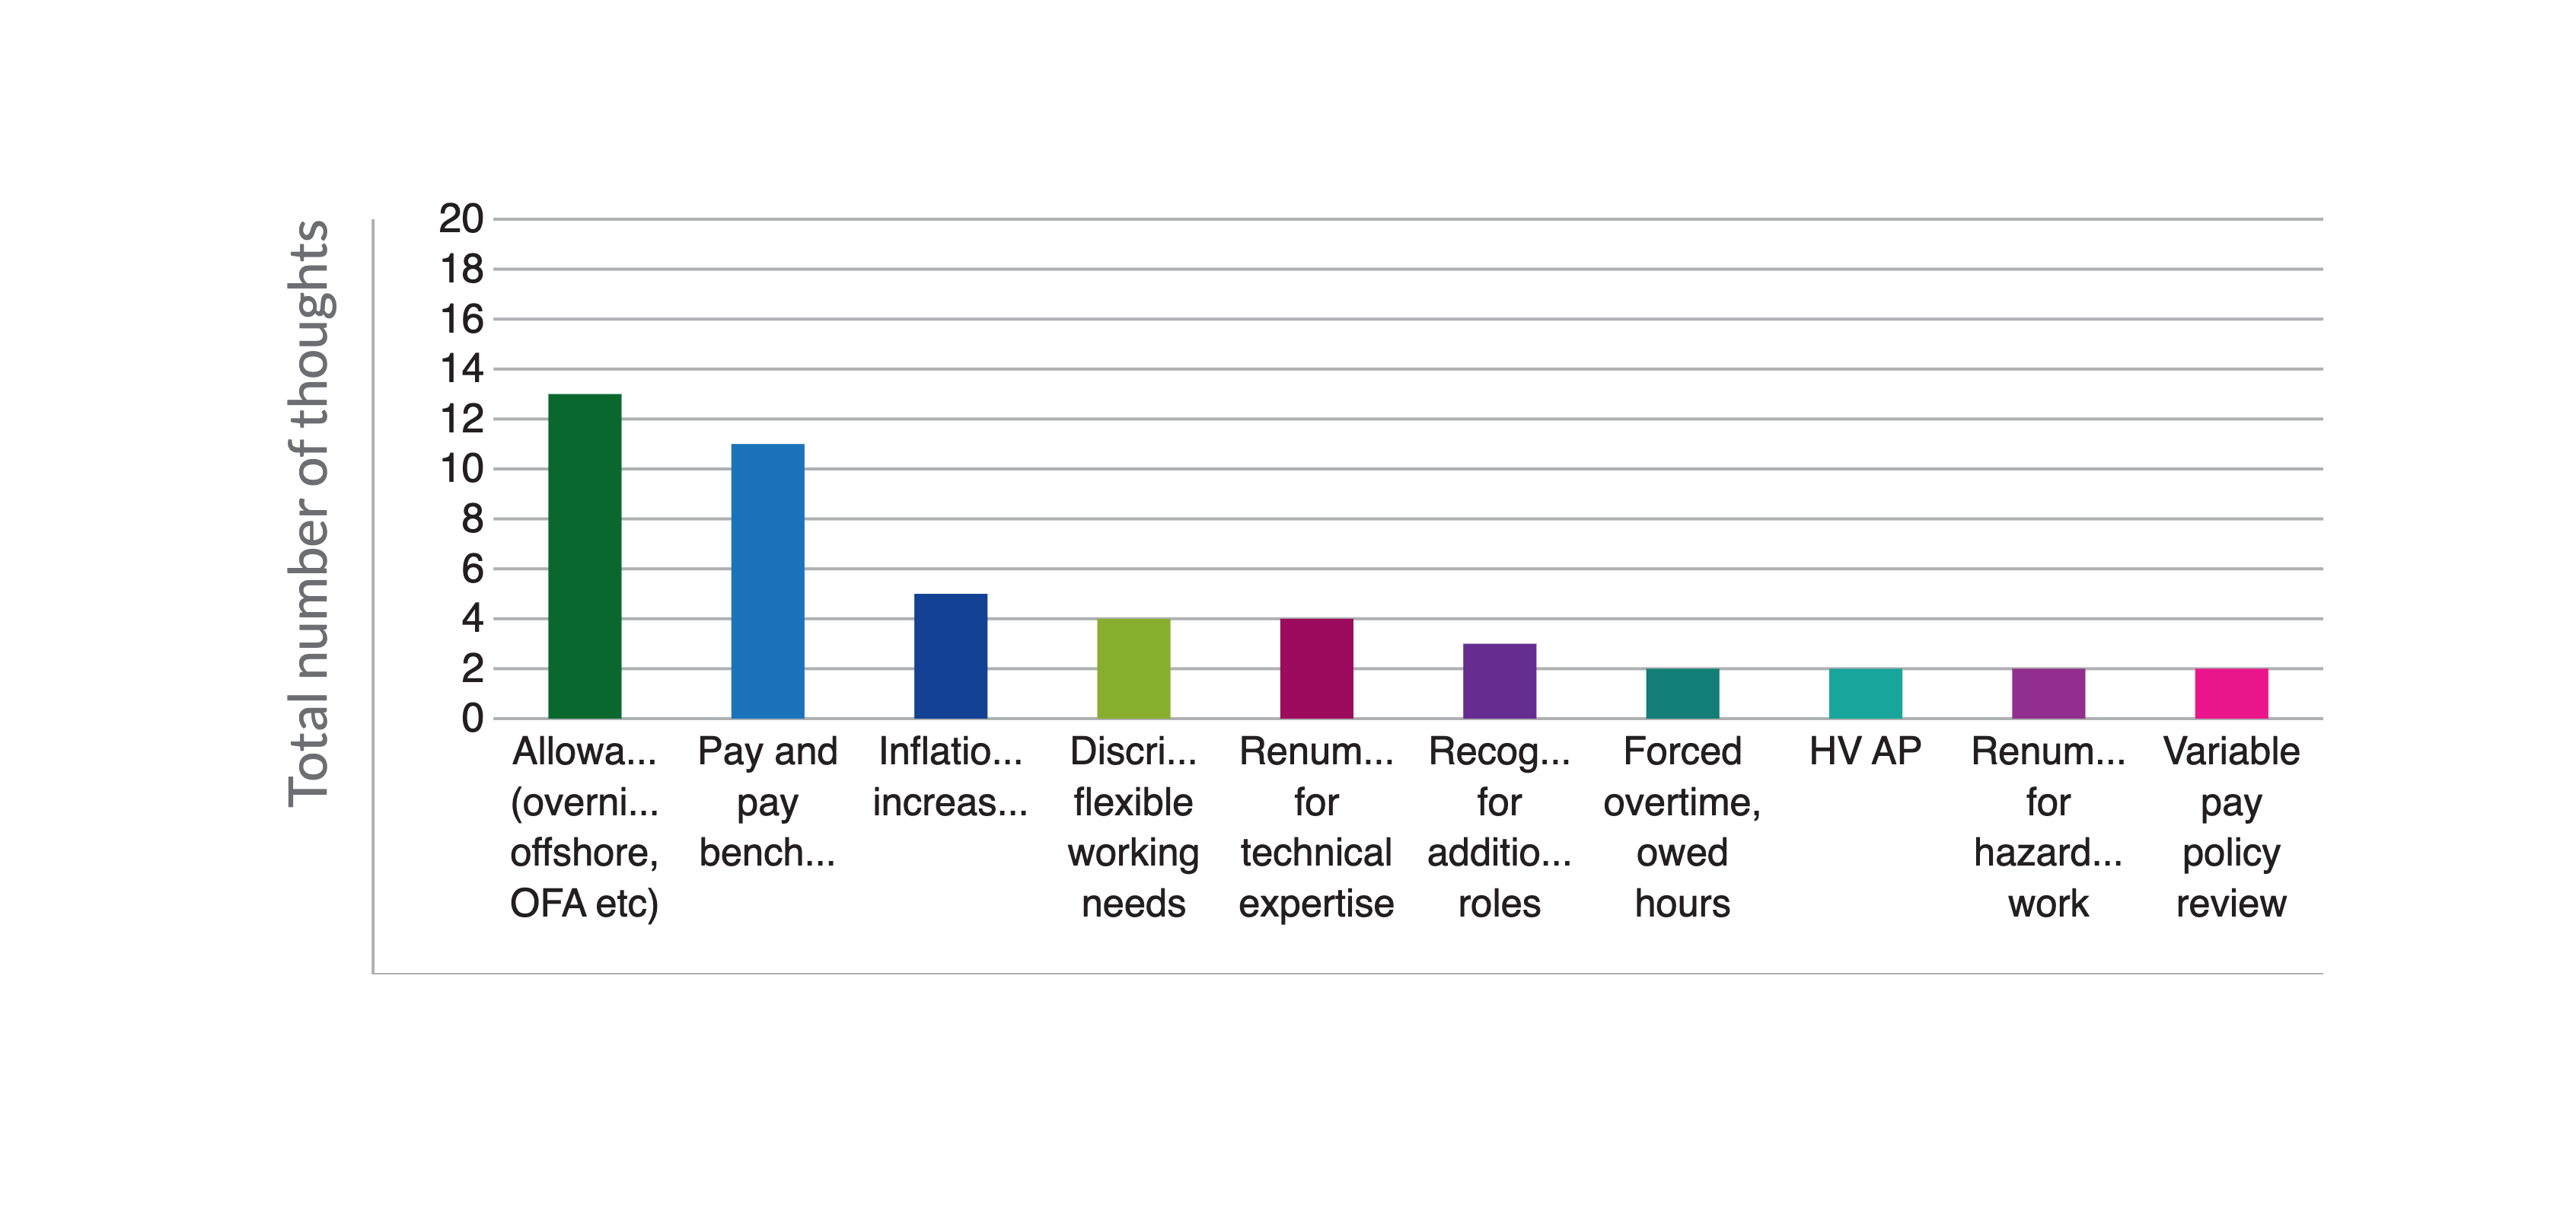 Total number of thoughts
20
18
16
14
12
10
8
6
4
2
0
Allowa...
(overni...
offshore,
OFA etc)
Pay and
pay
bench...
Inflatio...
increas...
Discri...
flexible
working
needs
Renum...
for
technical
expertise
Recog...
for
additio...
roles
Forced
overtime,
owed
hours
HV AP
Renum...
for
hazard...
work
Variable
pay
policy
review